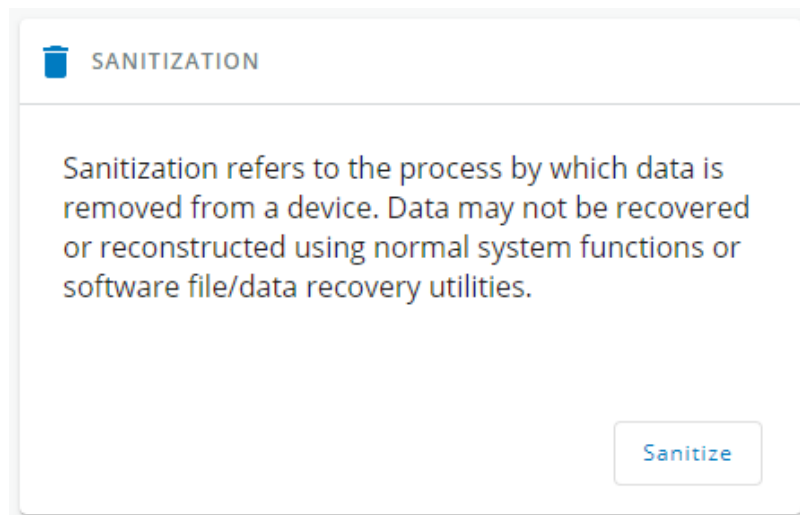 SANITIZATION
Sanitization refers to the process by which data is
removed from a device. Data may not be recovered
or reconstructed using normal system functions or
software file/data recovery utilities.
Sanitize